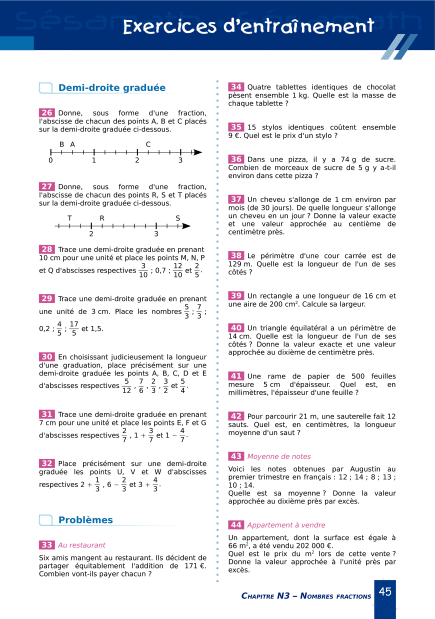 Exercices d'entraînement
Demi-droite graduée
26 Donne, sous forme d'une fraction,
l'abscisse de chacun des points A, B et C placés
sur la demi-droite graduée ci-dessous.
B A C
0 1 2 3
27 Donne, sous forme d'une fraction,
l'abscisse de chacun des points R, S et T placés
sur la demi-droite graduée ci-dessous.
T R S
2 3
28 Trace une demi-droite graduée en prenant
10 cm pour une unité et place les points M, N, P
et Q d'abscisses respectives 3/10 ; 0,7 ; 12/10 et 2/5.
29 Trace une demi-droite graduée en prenant
une unité de 3 cm. Place les nombres 5/3 ; 7/3 ;
0,2 ; 4/5 ; 17/5 et 1,5.
30 En choisissant judicieusement la longueur
d'une graduation, place précisément sur une
demi-droite graduée les points A, B, C, D et E
d'abscisses respectives 5/12 , 7/6 , 2/3 , 3/2 et 5/4.
31 Trace une demi-droite graduée en prenant
7 cm pour une unité et place les points E, F et G
d'abscisses respectives 2/7 , 1 + 3/7 et 1 − 4/7.
32 Place précisément sur une demi-droite
graduée les points U, V et W d'abscisses
respectives 2 + 1/3 , 6 − 2/3 et 3 + 4/3.
Problèmes
33 Au restaurant
Six amis mangent au restaurant. Ils décident de
partager équitablement l'addition de 171 €.
Combien vont-ils payer chacun ?
34 Quatre tablettes identiques de chocolat
pèsent ensemble 1 kg. Quelle est la masse de
chaque tablette ?
35 15 stylos identiques coûtent ensemble
9 €. Quel est le prix d'un stylo ?
36 Dans une pizza, il y a 74 g de sucre.
Combien de morceaux de sucre de 5 g y a-t-il
environ dans cette pizza ?
37 Un cheveu s'allonge de 1 cm environ par
mois (de 30 jours). De quelle longueur s'allonge
un cheveu en un jour ? Donne la valeur exacte
et une valeur approchée au centième de
centimètre près.
38 Le périmètre d'une cour carrée est de
129 m. Quelle est la longueur de l'un de ses
côtés ?
39 Un rectangle a une longueur de 16 cm et
une aire de 200 cm². Calcule sa largeur.
40 Un triangle équilatéral a un périmètre de
14 cm. Quelle est la longueur de l'un de ses
côtés ? Donne la valeur exacte et une valeur
approchée au dixième de centimètre près.
41 Une rame de papier de 500 feuilles
mesure 5 cm d'épaisseur. Quel est, en
millimètres, l'épaisseur d'une feuille ?
42 Pour parcourir 21 m, une sauterelle fait 12
sauts. Quel est, en centimètres, la longueur
moyenne d'un saut ?
43 Moyenne de notes
Voici les notes obtenues par Augustin au
premier trimestre en français : 12 ; 14 ; 8 ; 13 ;
10 ; 14.
Quelle est sa moyenne ? Donne la valeur
approchée au dixième près par excès.
44 Appartement à vendre
Un appartement, dont la surface est égale à
66 m², a été vendu 202 000 €.
Quel est le prix du m² lors de cette vente ?
Donne la valeur approchée à l'unité près par
excès.
CHAPITRE N3 – NOMBRES FRACTIONS 45